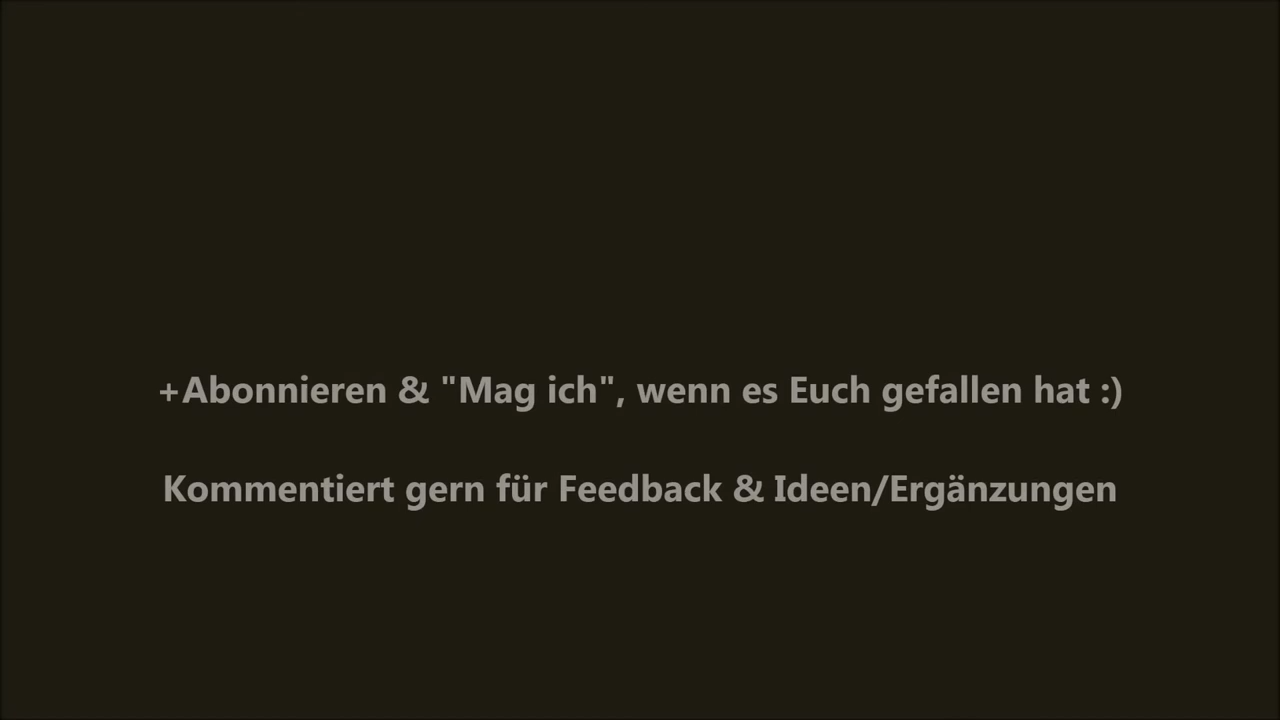 +Abonnieren & "Mag ich", wenn es Euch gefallen hat :)
Kommentiert gern für Feedback & Ideen/Ergänzungen